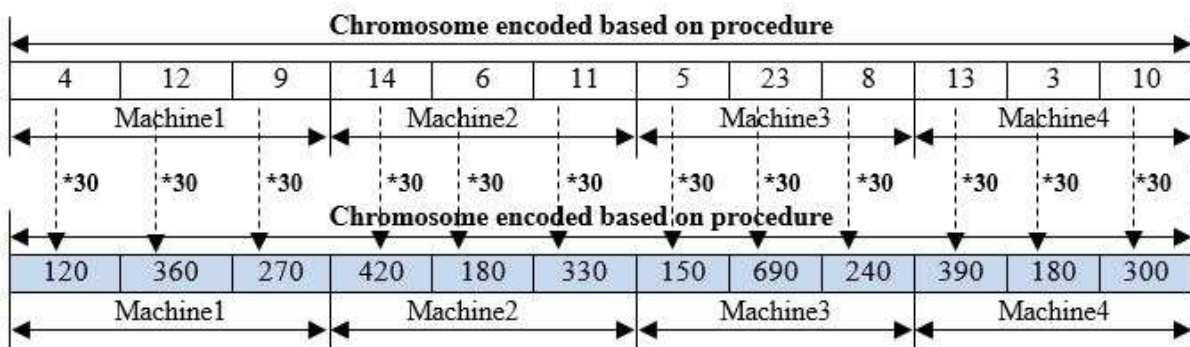 Chromosome encoded based on procedure
4 12 9 14 6 11 5 23 8 13 3 10
Machine1 Machine2 Machine3 Machine4
*30 *30 *30 *30 *30 *30 *30 *30 *30 *30 *30 *30
Chromosome encoded based on procedure
120 360 270 420 180 330 150 690 240 390 180 300
Machine1 Machine2 Machine3 Machine4